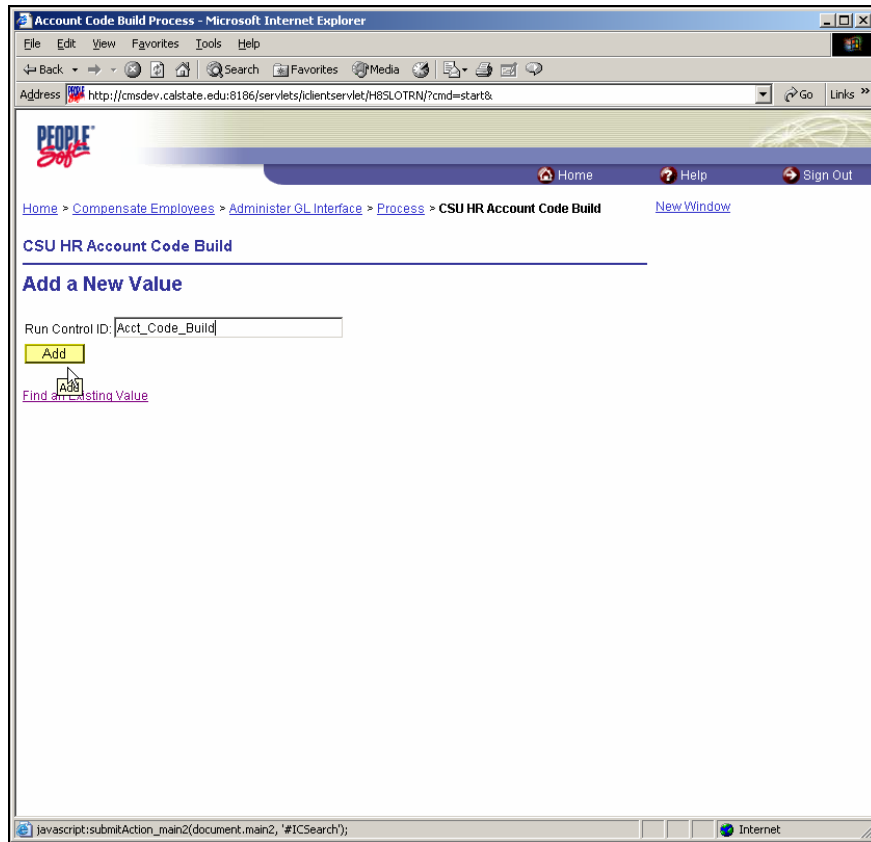 Account Code Build Process - Microsoft Internet Explorer
File Edit View Favorites Tools Help
Back Search Favorites Media
Address http://cmsdev.calstate.edu:8186/servlets/iclientservlet/H8SLOTRN/?cmd=start& Go Links »
PEOPLE
Soft
Home Help Sign Out
Home > Compensate Employees > Administer GL Interface > Process > CSU HR Account Code Build New Window
CSU HR Account Code Build
Add a New Value
Run Control ID: Acct_Code_Build
Add
Add
Find an Existing Value
javascript:submitAction_main2(document.main2, '#ICSearch'); Internet